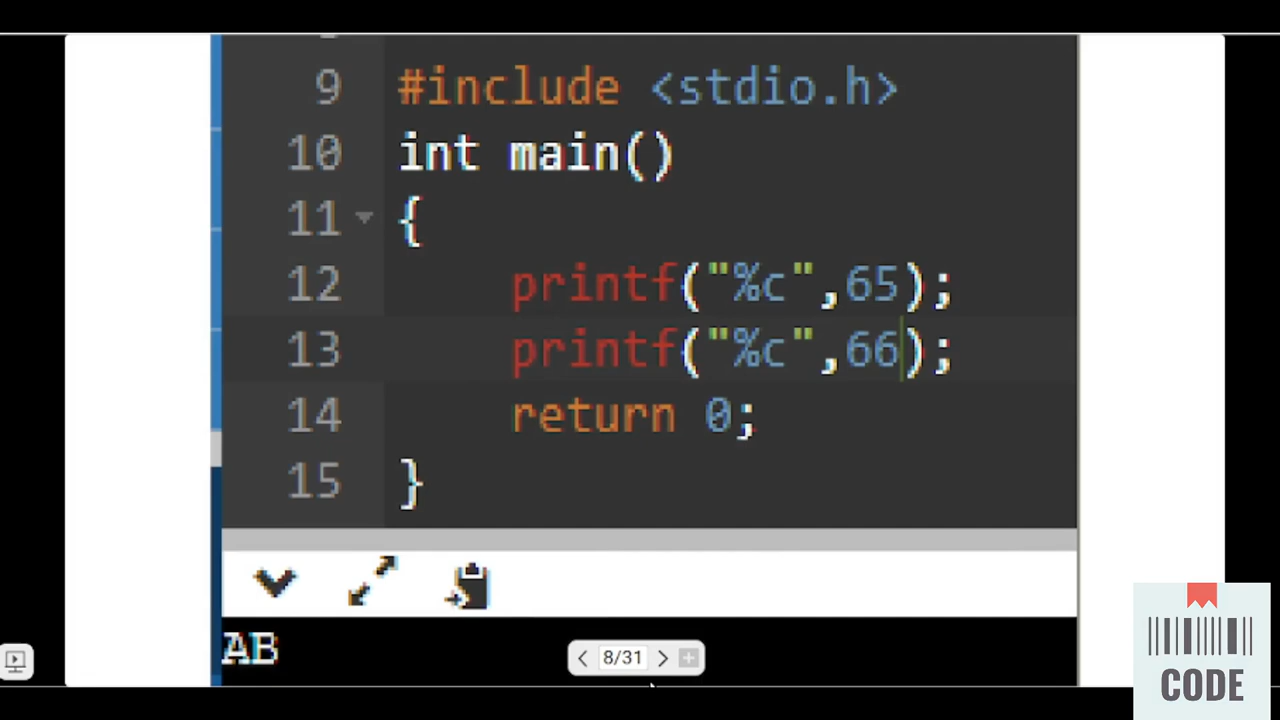 9 #include <stdio.h>
10 int main()
11 {
12 printf("%c",65);
13 printf("%c",66);
14 return 0;
15 }
AB
8/31
CODE